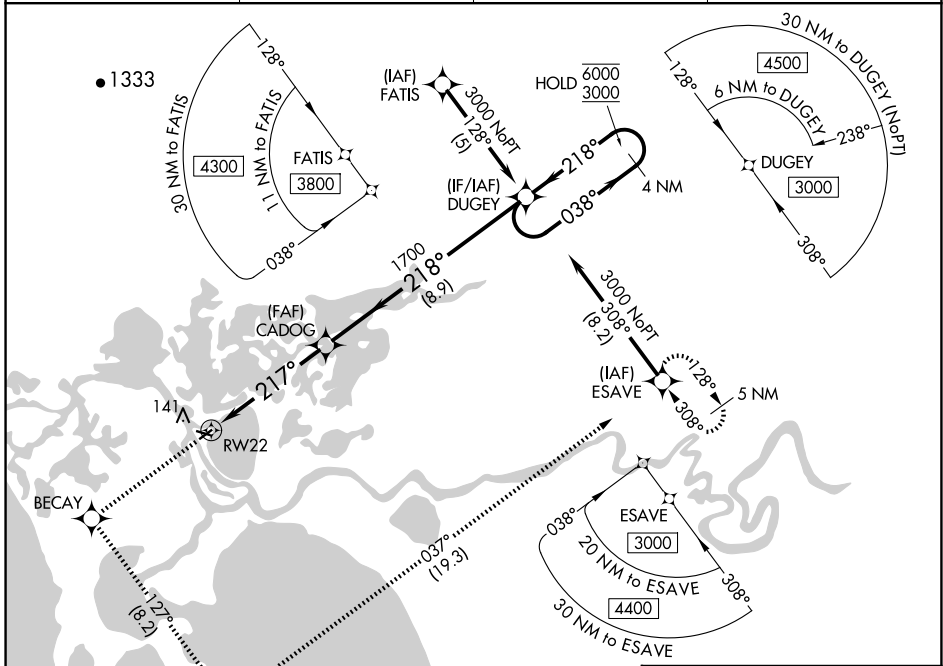 1333
128°
30 NM to FATIS
11 NM to FATIS
4300
FATIS
3800
038°
(IAF)
FATIS
3000 NoPT
128°
(5)
HOLD 6000
3000
218°
038°
4 NM
(IF/IAF)
DUGEY
30 NM to DUGEY (NoPT)
4500
128°
6 NM to DUGEY
238°
DUGEY
3000
308°
1700
218°
(8.9)
(FAF)
CADOG
217°
3000 NoPT
308°
(8.2)
(IAF)
ESAVE
128°
308°
5 NM
141
RW22
BECAY
127°
(8.2)
037°
(19.3)
038°
ESAVE
3000
20 NM to ESAVE
308°
4400
30 NM to ESAVE